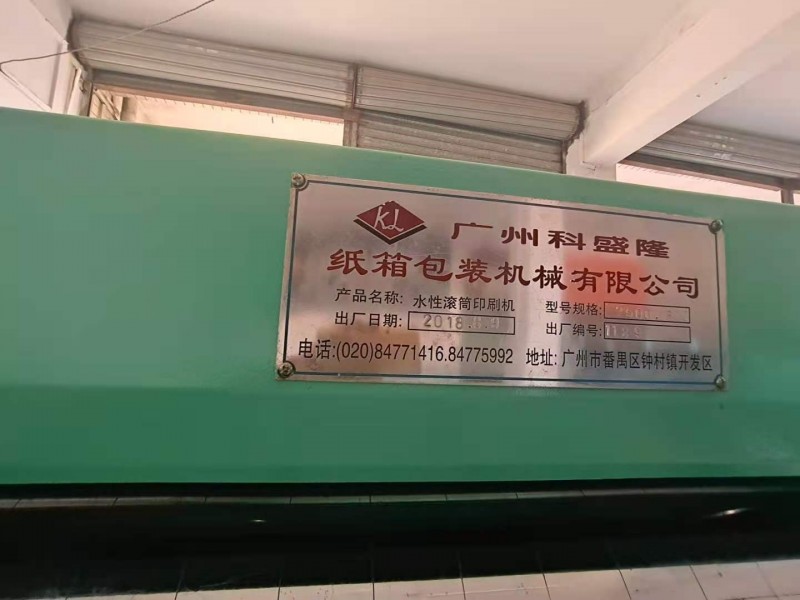 KL 广州科盛隆
纸箱包装机械有限公司
产品名称: 水性滚筒印刷机 型号规格:
出厂日期: 2018. 出厂编号:
电话:(020)84771416.84775992 地址: 广州市番禺区钟村镇开发区